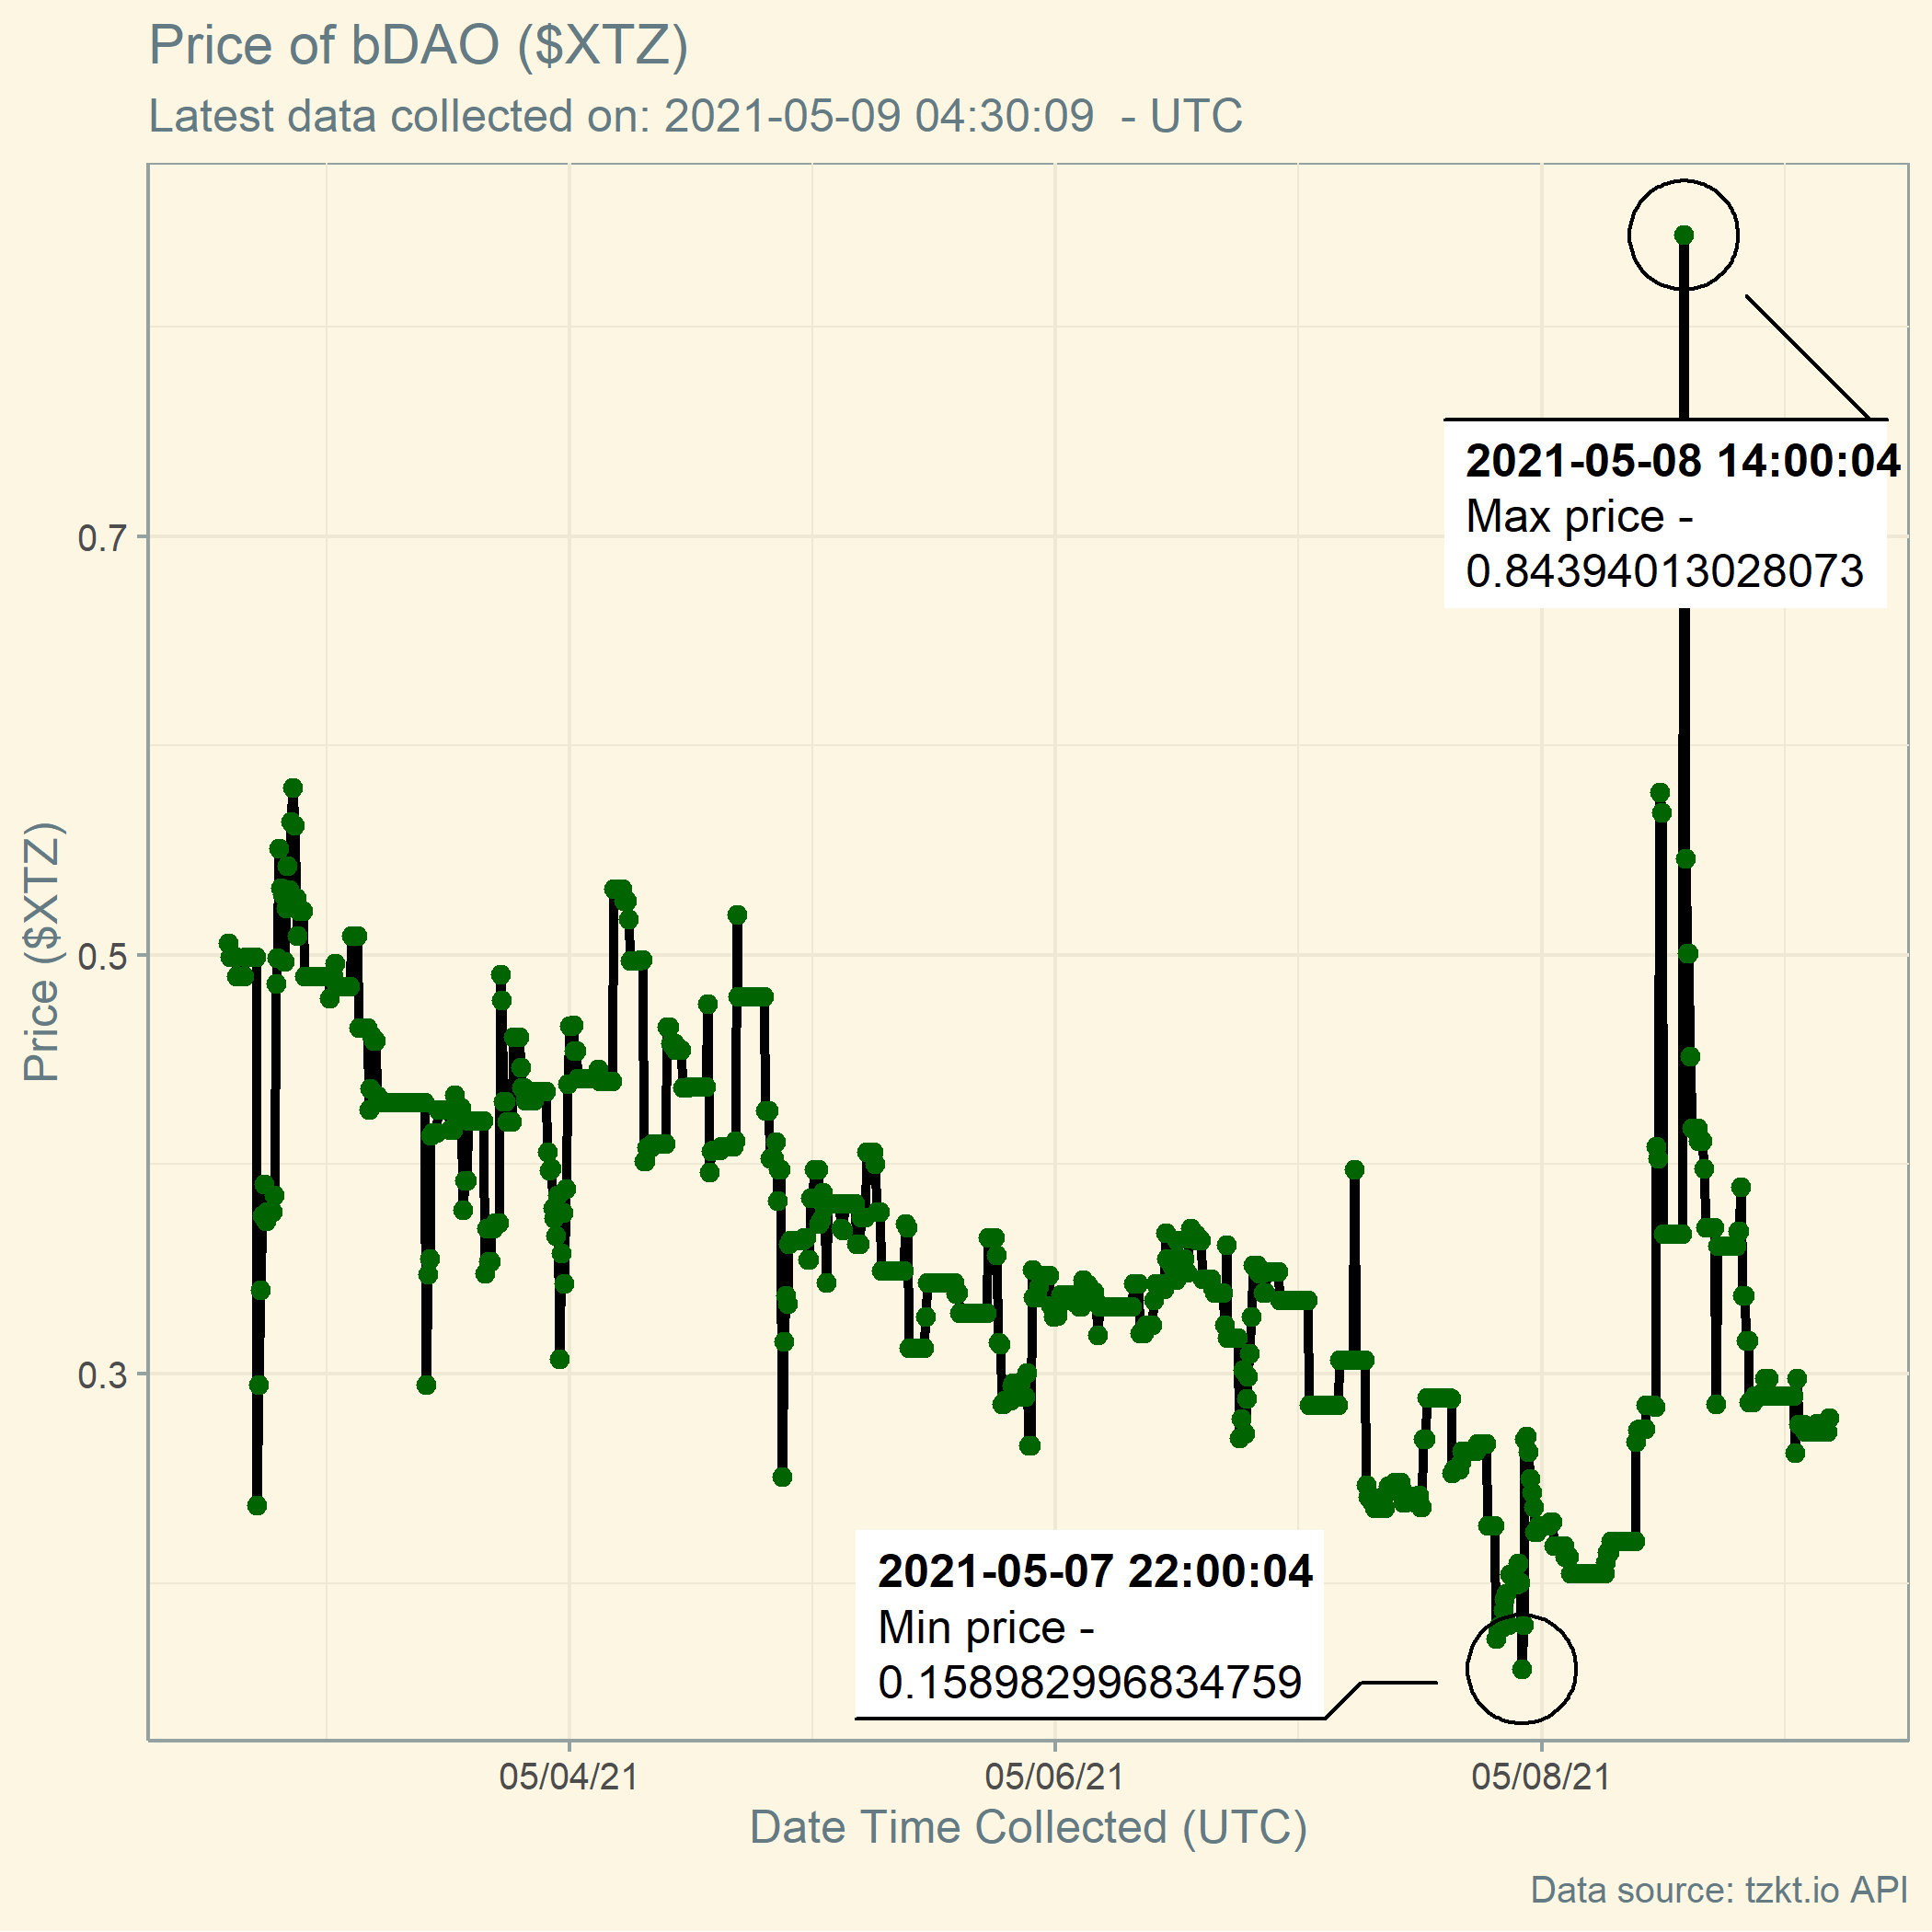 Price of bDAO ($XTZ)
Latest data collected on: 2021-05-09 04:30:09  - UTC
2021-05-08 14:00:04
Max price -
0.84394013028073
0.7
0.5
0.3
Price ($XTZ)
2021-05-07 22:00:04
Min price -
0.158982996834759
05/04/21
05/06/21
05/08/21
Date Time Collected (UTC)
Data source: tzkt.io API